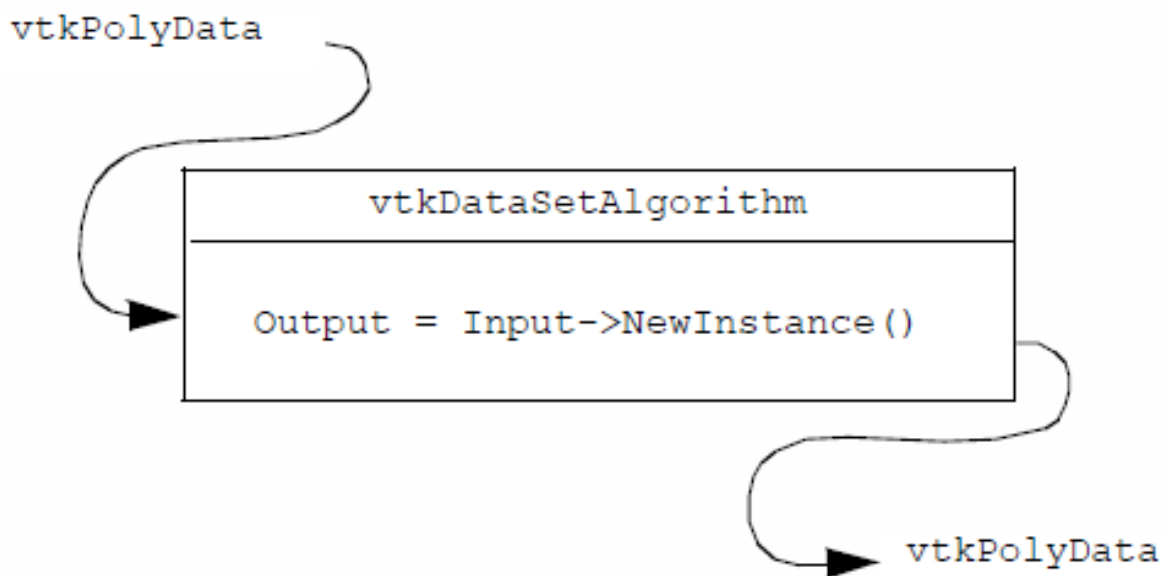 vtkPolyData
vtkDataSetAlgorithm
Output = Input->NewInstance()
vtkPolyData